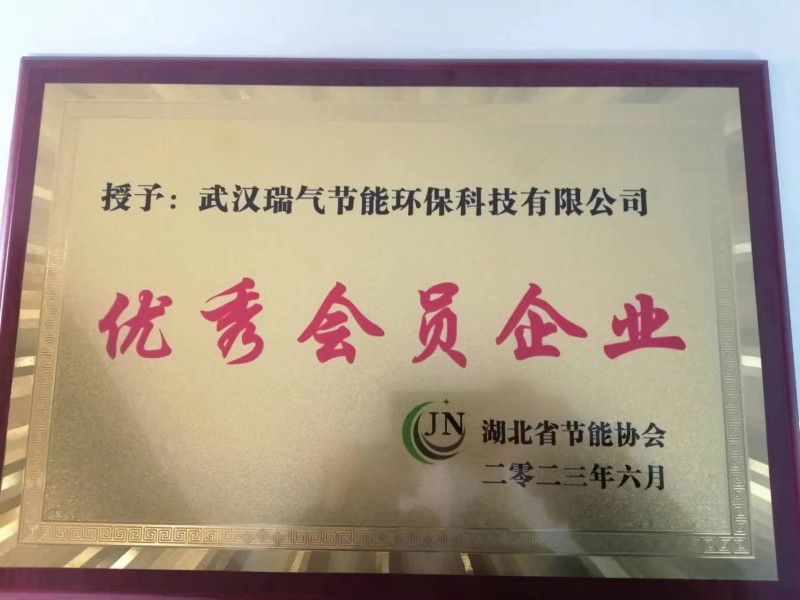 授予：武汉瑞气节能环保科技有限公司
优秀会员企业
JN
湖北省节能协会
二零二三年六月